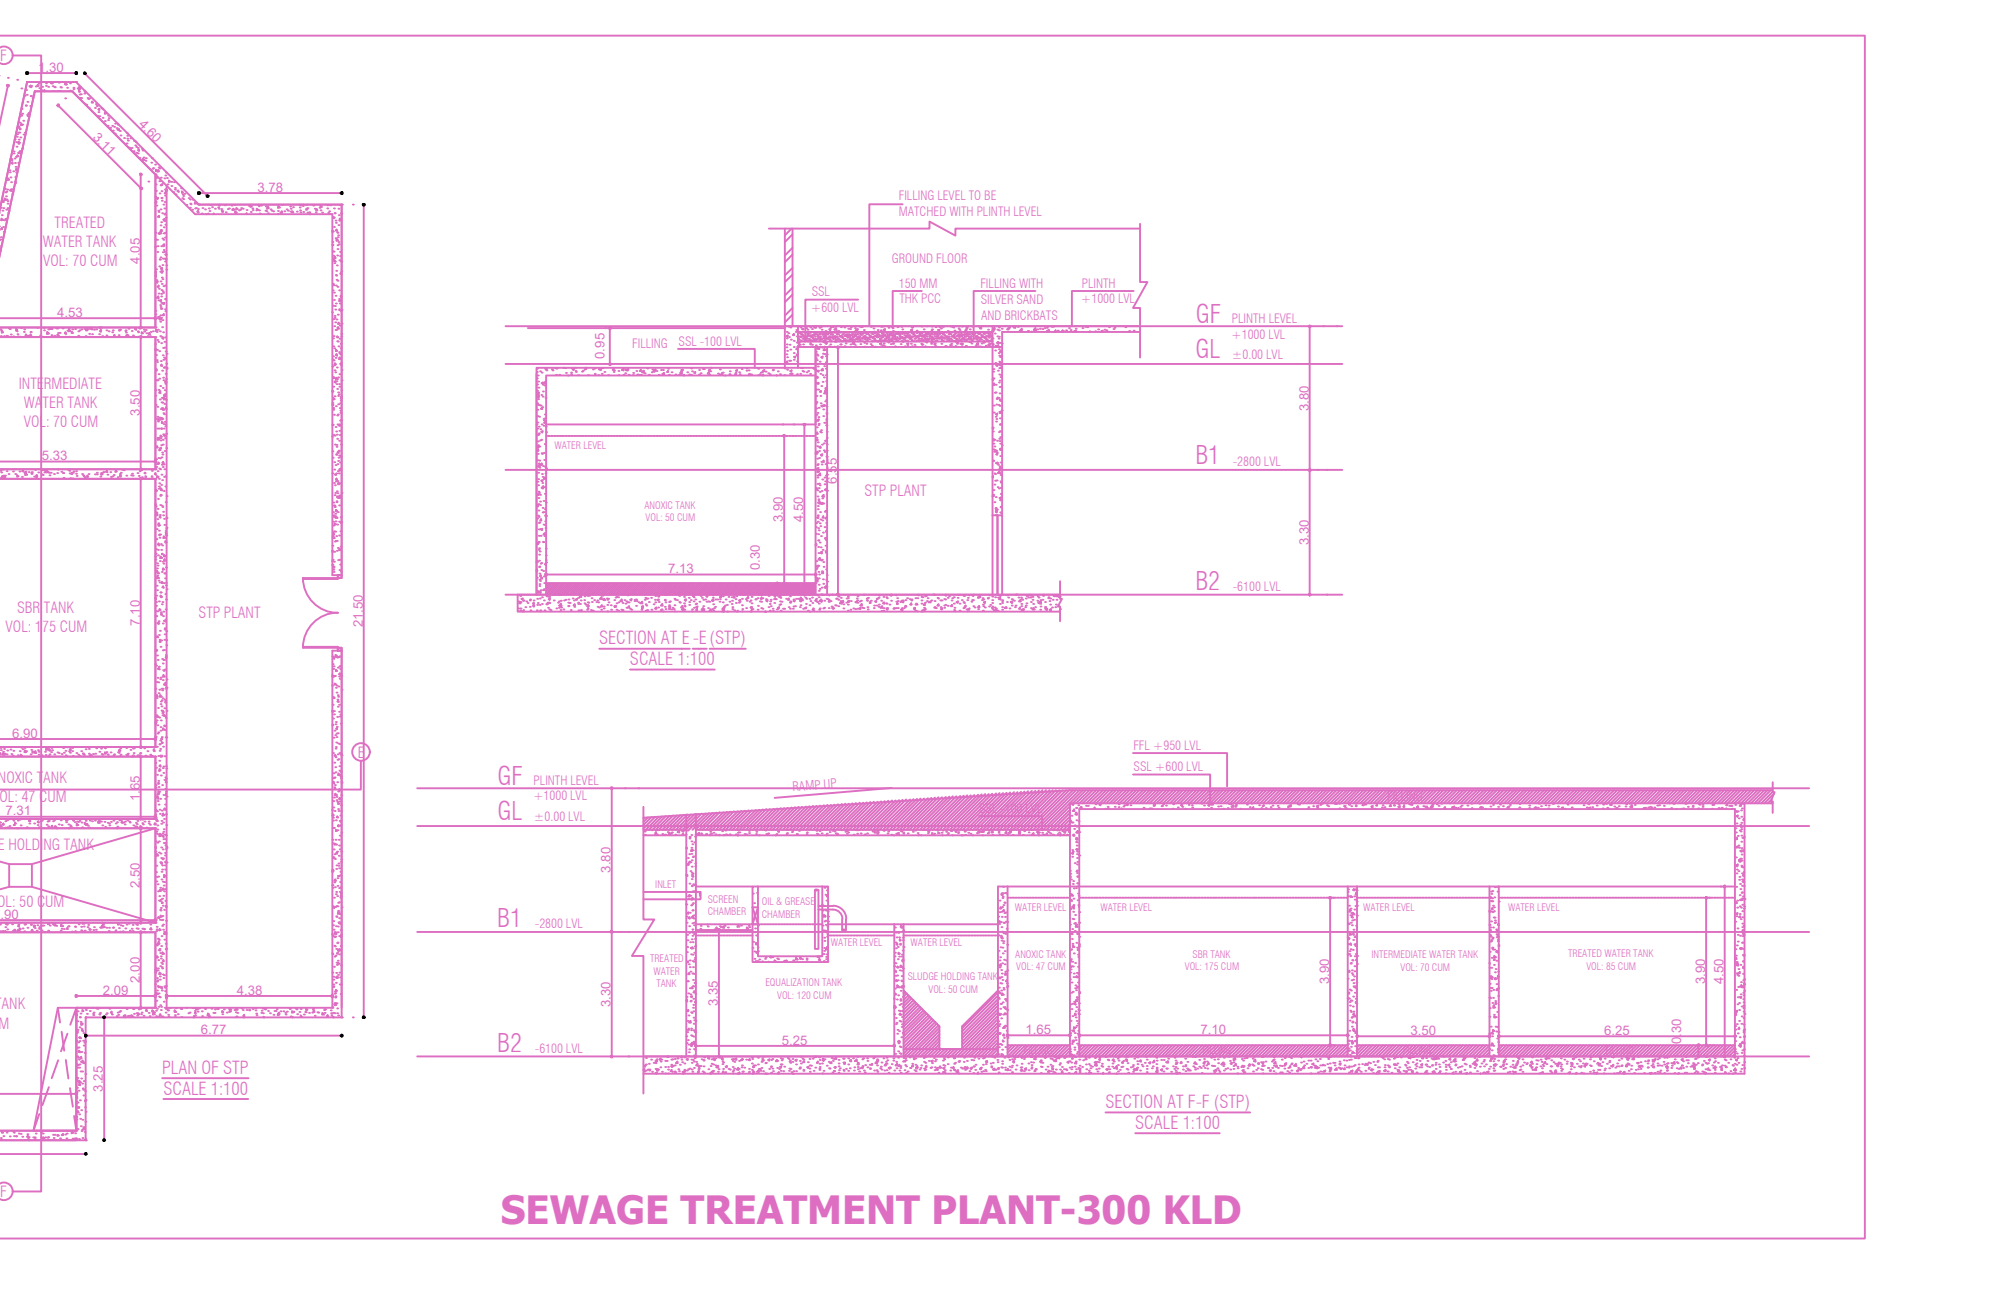 F
1.30
4.60
3.11
3.78
TREATED
WATER TANK
VOL: 70 CUM
4.05
4.53
INTERMEDIATE
WATER TANK
VOL: 70 CUM
3.50
5.33
SBR TANK
VOL: 175 CUM
7.10
STP PLANT
21.50
6.90
E
NOXIC TANK
OL: 47 CUM
1.65
7.31
E HOLDING TANK
2.50
OL: 50 CUM
.90
2.00
2.09
4.38
TANK
M
6.77
3.25
PLAN OF STP
SCALE 1:100
F
FILLING LEVEL TO BE
MATCHED WITH PLINTH LEVEL
GROUND FLOOR
SSL
+600 LVL
150 MM
THK PCC
FILLING WITH
SILVER SAND
AND BRICKBATS
PLINTH
+1000 LVL
GF PLINTH LEVEL
+1000 LVL
GL ±0.00 LVL
0.95
FILLING
SSL -100 LVL
3.80
WATER LEVEL
B1 -2800 LVL
6.55
STP PLANT
ANOXIC TANK
VOL: 50 CUM
3.90
4.50
0.30
3.30
7.13
B2 -6100 LVL
SECTION AT E -E (STP)
SCALE 1:100
FFL +950 LVL
SSL +600 LVL
GF PLINTH LEVEL
+1000 LVL
RAMP UP
GL ±0.00 LVL
3.80
INLET
SCREEN
CHAMBER
OIL & GREASE
CHAMBER
WATER LEVEL
WATER LEVEL
WATER LEVEL
WATER LEVEL
WATER LEVEL
WATER LEVEL
B1 -2800 LVL
TREATED
WATER
TANK
EQUALIZATION TANK
VOL: 120 CUM
SLUDGE HOLDING TANK
VOL: 50 CUM
ANOXIC TANK
VOL: 47 CUM
SBR TANK
VOL: 175 CUM
INTERMEDIATE WATER TANK
VOL: 70 CUM
TREATED WATER TANK
VOL: 85 CUM
3.30
3.35
3.90
3.90
4.50
5.25
1.65
7.10
3.50
6.25
0.30
B2 -6100 LVL
SECTION AT F-F (STP)
SCALE 1:100
SEWAGE TREATMENT PLANT-300 KLD